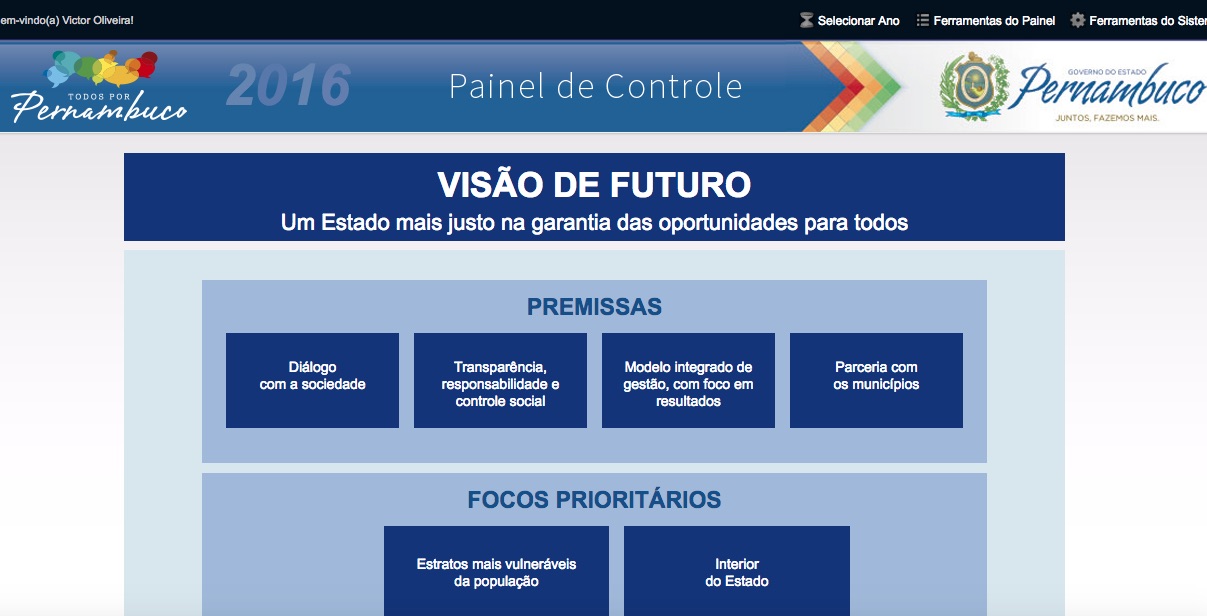 em-vindo(a) Victor Oliveira!
Selecionar Ano
Ferramentas do Painel
Ferramentas do Sister
TODOS POR
Pernambuco
2016
Painel de Controle
GOVERNO DO ESTADO
Pernambuco
JUNTOS, FAZEMOS MAIS.
VISÃO DE FUTURO
Um Estado mais justo na garantia das oportunidades para todos
PREMISSAS
Diálogo
com a sociedade
Transparência,
responsabilidade e
controle social
Modelo integrado de
gestão, com foco em
resultados
Parceria com
os municípios
FOCOS PRIORITÁRIOS
Estratos mais vulneráveis
da população
Interior
do Estado